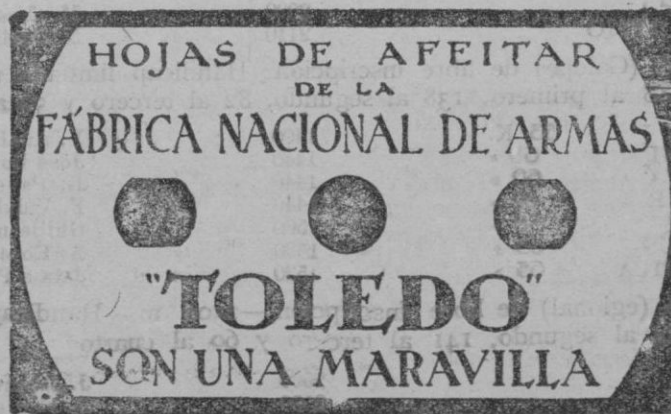 HOJAS DE AFEITAR
DE LA
FÁBRICA NACIONAL DE ARMAS
"TOLEDO"
SON UNA MARAVILLA